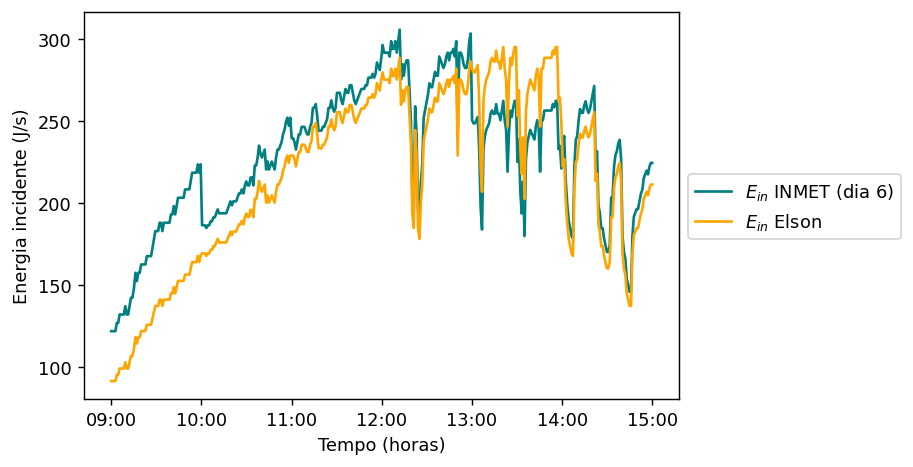 Energia incidente (J/s)
300
250
200
150
100
09:00 10:00 11:00 12:00 13:00 14:00 15:00
Tempo (horas)
E_in INMET (dia 6)
E_in Elson